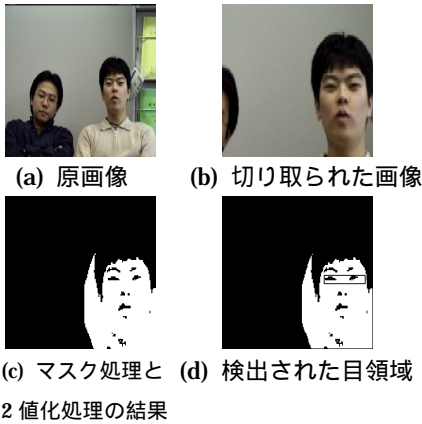 (a) 原画像
(b) 切り取られた画像
(c) マスク処理と
2 値化処理の結果
(d) 検出された目領域